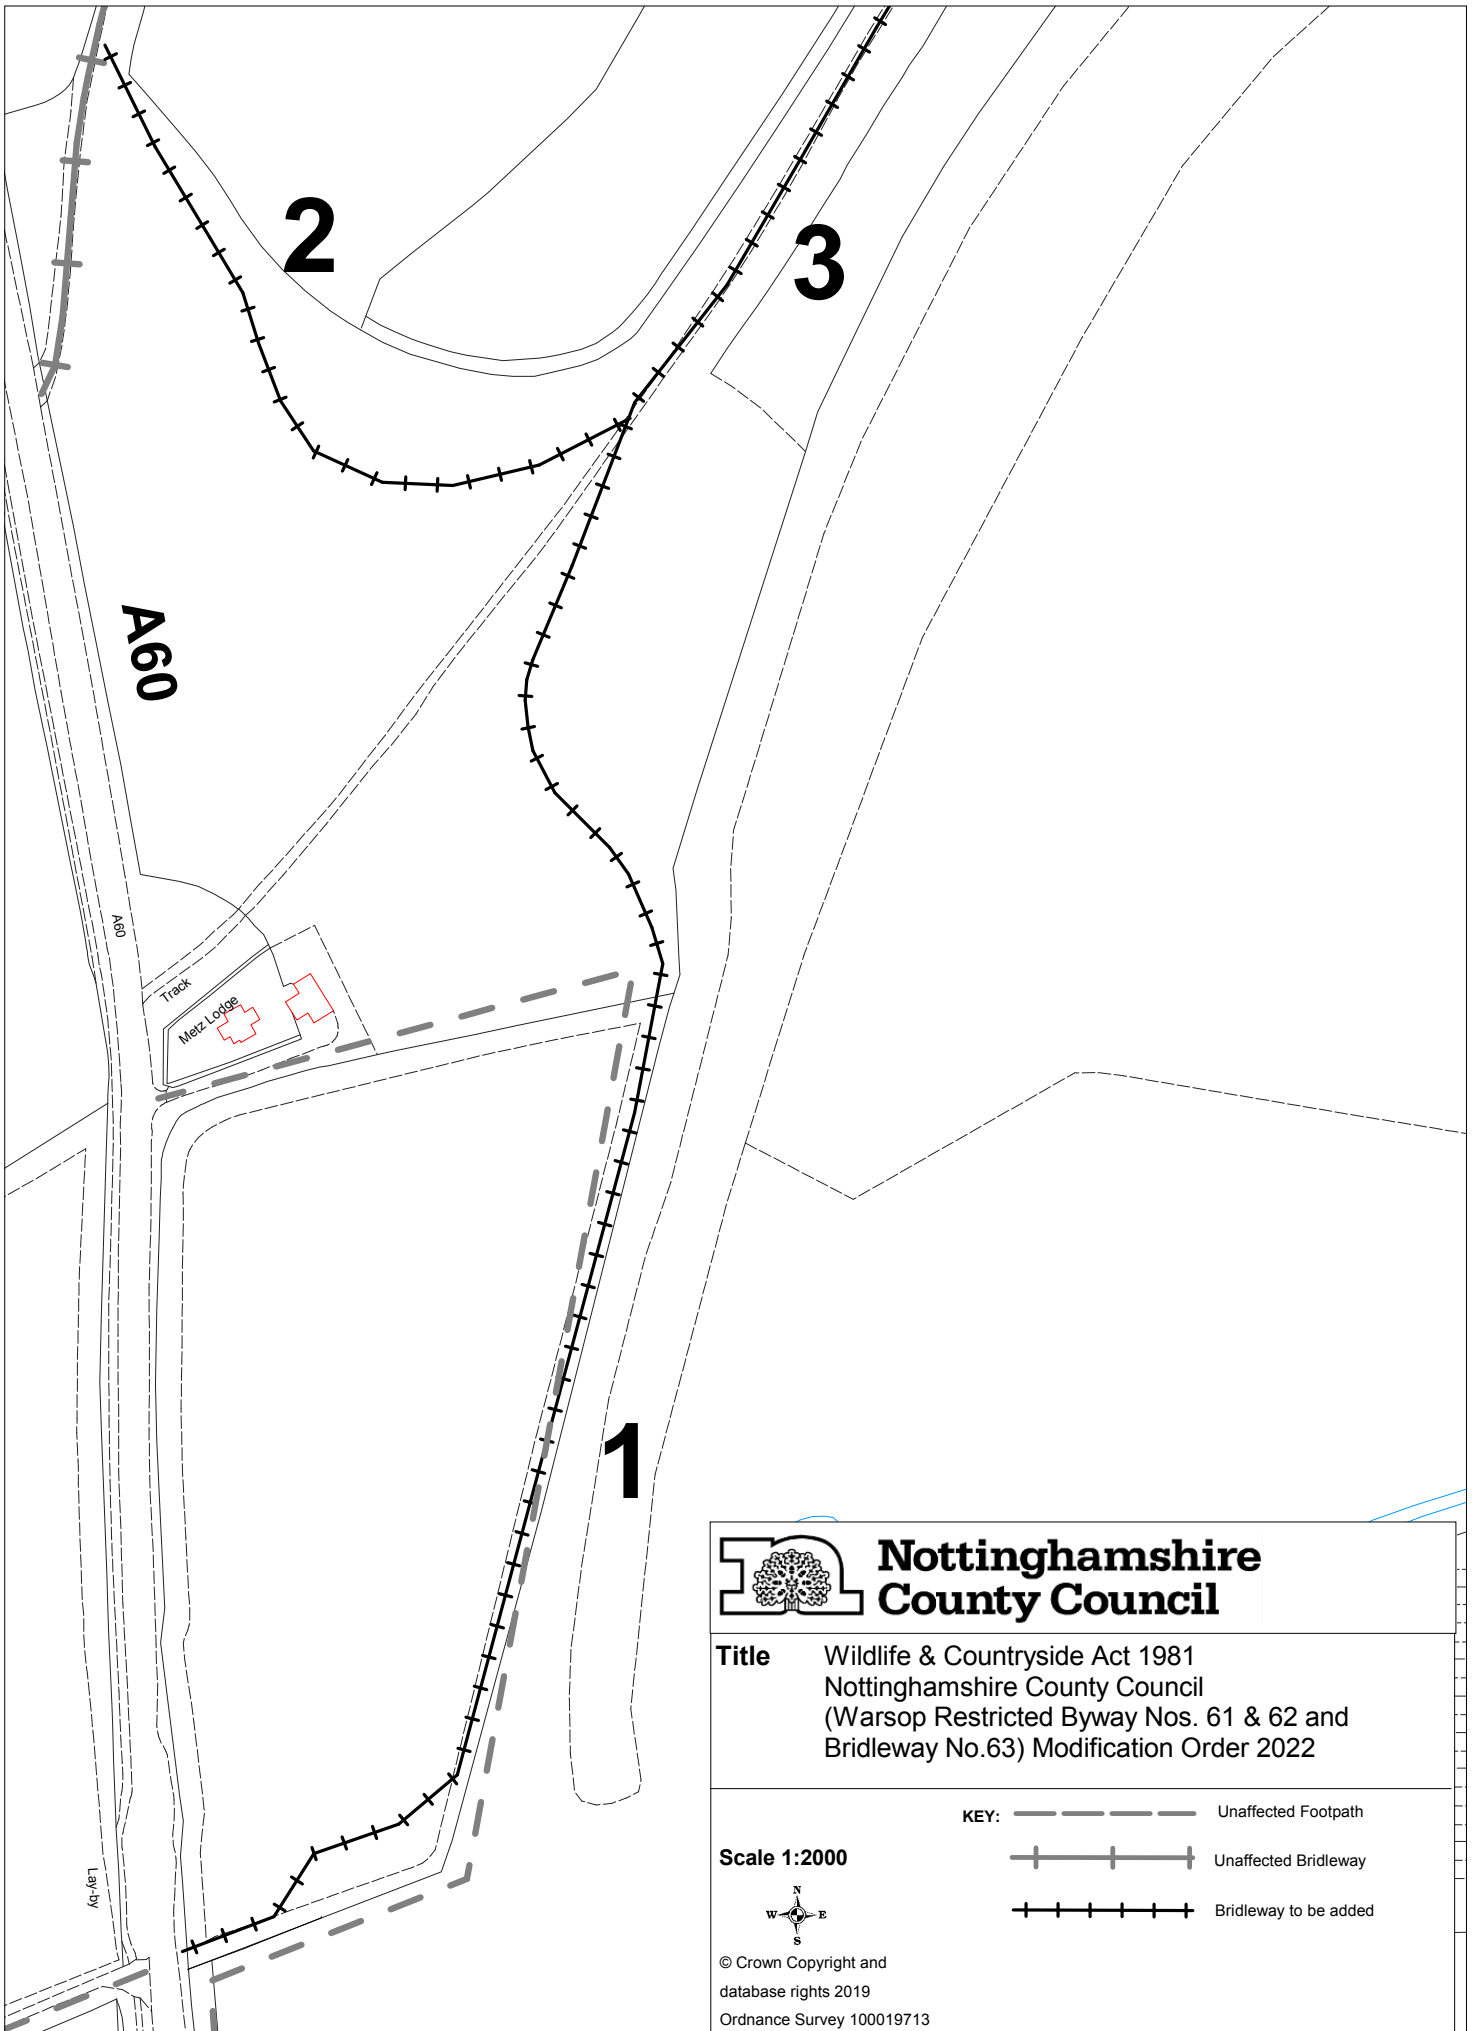 2
3
A60
A60
Track
Metz Lodge
1
Lay-by
Nottinghamshire
County Council
Title Wildlife & Countryside Act 1981
Nottinghamshire County Council
(Warsop Restricted Byway Nos. 61 & 62 and
Bridleway No.63) Modification Order 2022
KEY: Unaffected Footpath
Scale 1:2000 Unaffected Bridleway
N
W E
S
Bridleway to be added
© Crown Copyright and
database rights 2019
Ordnance Survey 100019713